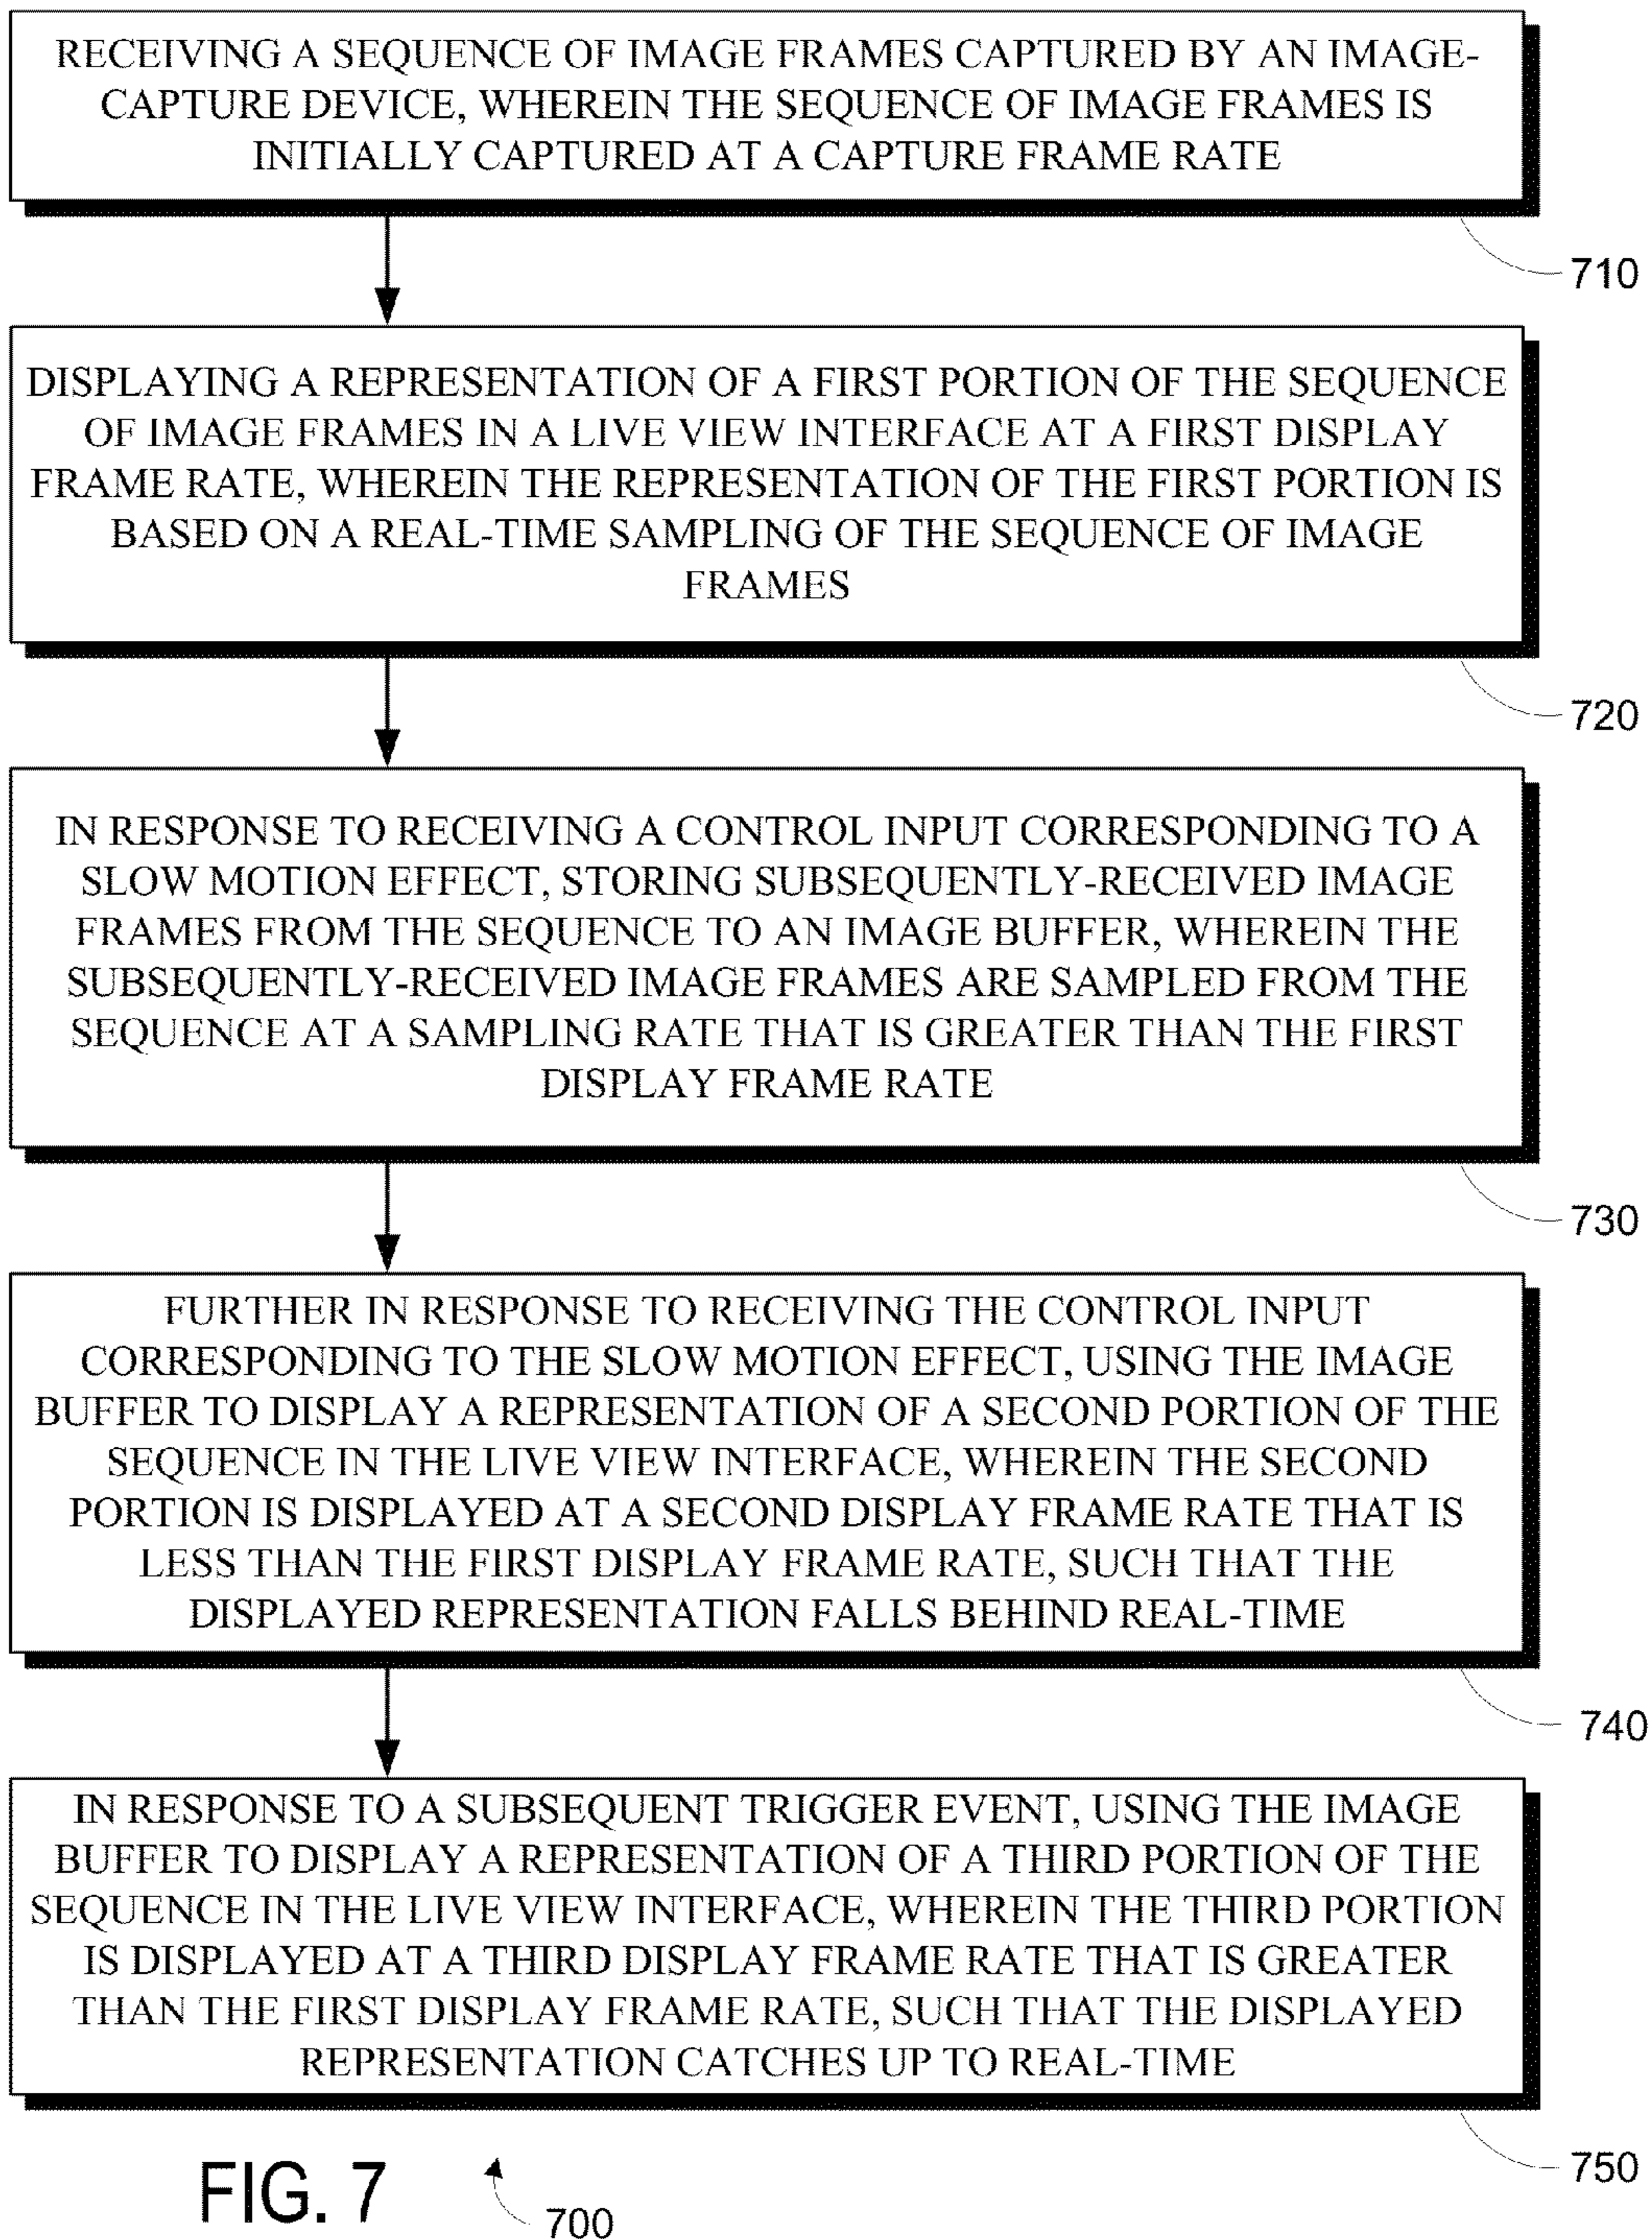 RECEIVING A SEQUENCE OF IMAGE FRAMES CAPTURED BY AN IMAGE-
CAPTURE DEVICE, WHEREIN THE SEQUENCE OF IMAGE FRAMES IS
INITIALLY CAPTURED AT A CAPTURE FRAME RATE
710
DISPLAYING A REPRESENTATION OF A FIRST PORTION OF THE SEQUENCE
OF IMAGE FRAMES IN A LIVE VIEW INTERFACE AT A FIRST DISPLAY
FRAME RATE, WHEREIN THE REPRESENTATION OF THE FIRST PORTION IS
BASED ON A REAL-TIME SAMPLING OF THE SEQUENCE OF IMAGE
FRAMES
720
IN RESPONSE TO RECEIVING A CONTROL INPUT CORRESPONDING TO A
SLOW MOTION EFFECT, STORING SUBSEQUENTLY-RECEIVED IMAGE
FRAMES FROM THE SEQUENCE TO AN IMAGE BUFFER, WHEREIN THE
SUBSEQUENTLY-RECEIVED IMAGE FRAMES ARE SAMPLED FROM THE
SEQUENCE AT A SAMPLING RATE THAT IS GREATER THAN THE FIRST
DISPLAY FRAME RATE
730
FURTHER IN RESPONSE TO RECEIVING THE CONTROL INPUT
CORRESPONDING TO THE SLOW MOTION EFFECT, USING THE IMAGE
BUFFER TO DISPLAY A REPRESENTATION OF A SECOND PORTION OF THE
SEQUENCE IN THE LIVE VIEW INTERFACE, WHEREIN THE SECOND
PORTION IS DISPLAYED AT A SECOND DISPLAY FRAME RATE THAT IS
LESS THAN THE FIRST DISPLAY FRAME RATE, SUCH THAT THE
DISPLAYED REPRESENTATION FALLS BEHIND REAL-TIME
740
IN RESPONSE TO A SUBSEQUENT TRIGGER EVENT, USING THE IMAGE
BUFFER TO DISPLAY A REPRESENTATION OF A THIRD PORTION OF THE
SEQUENCE IN THE LIVE VIEW INTERFACE, WHEREIN THE THIRD PORTION
IS DISPLAYED AT A THIRD DISPLAY FRAME RATE THAT IS GREATER
THAN THE FIRST DISPLAY FRAME RATE, SUCH THAT THE DISPLAYED
REPRESENTATION CATCHES UP TO REAL-TIME
750
FIG. 7
700